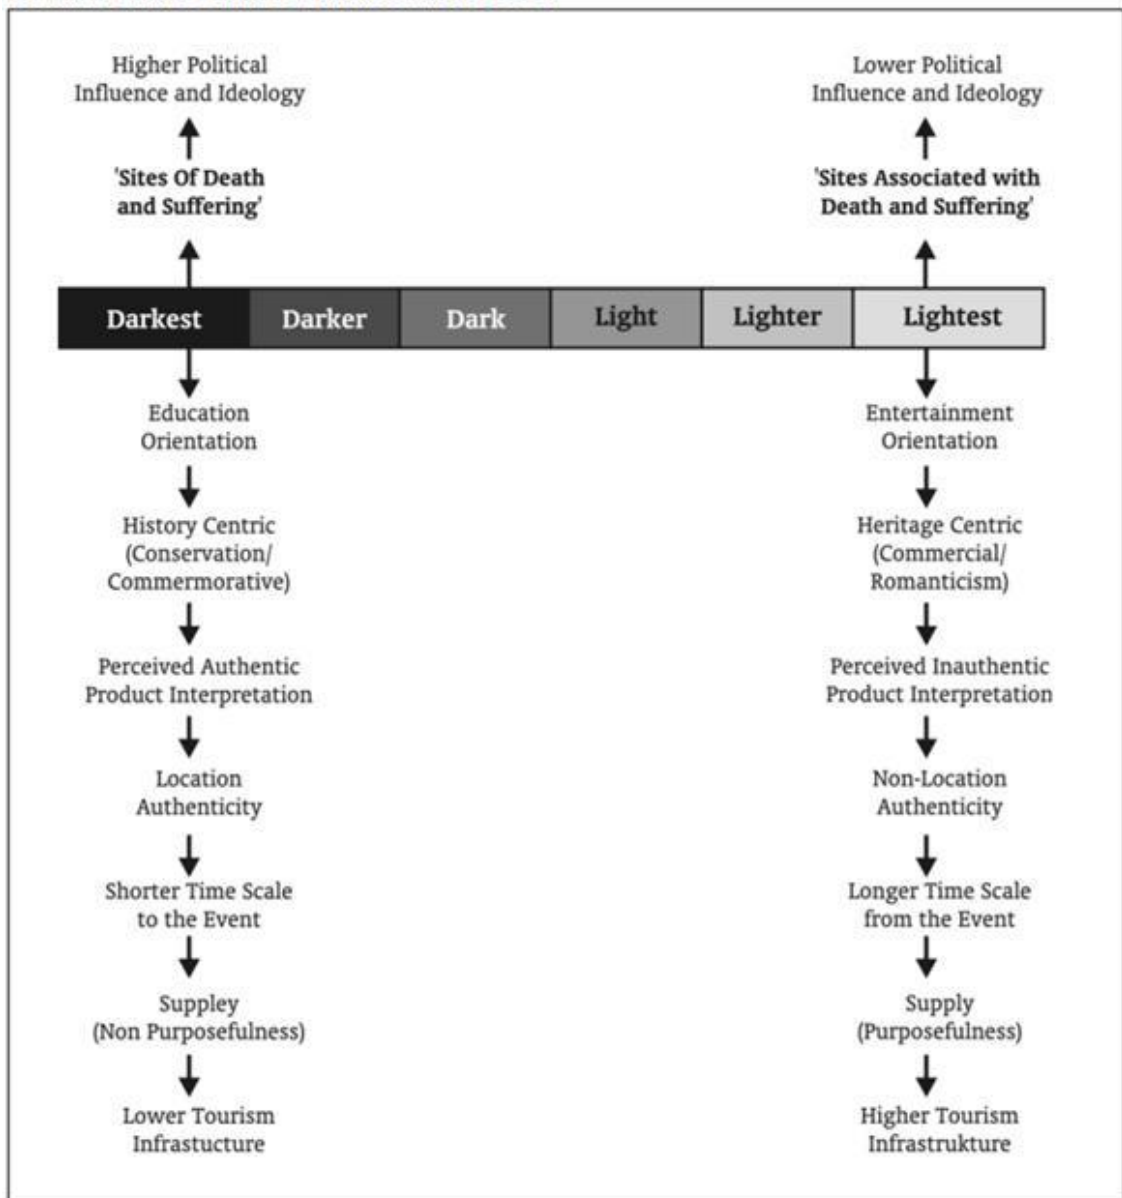 Higher Political
Influence and Ideology
Lower Political
Influence and Ideology
'Sites Of Death
and Suffering'
'Sites Associated with
Death and Suffering'
Darkest Darker Dark Light Lighter Lightest
Education
Orientation
Entertainment
Orientation
History Centric
(Conservation/
Commermorative)
Heritage Centric
(Commercial/
Romanticism)
Perceived Authentic
Product Interpretation
Perceived Inauthentic
Product Interpretation
Location
Authenticity
Non-Location
Authenticity
Shorter Time Scale
to the Event
Longer Time Scale
from the Event
Suppley
(Non Purposefulness)
Supply
(Purposefulness)
Lower Tourism
Infrastucture
Higher Tourism
Infrastrukture